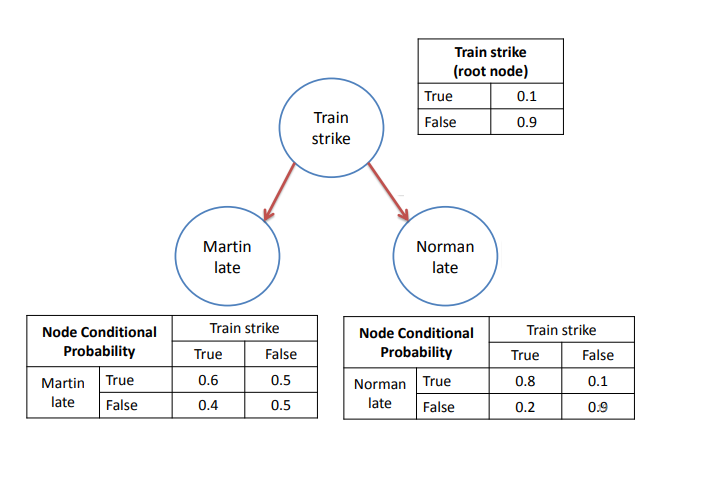 Train strike
(root node)
True 0.1
False 0.9
Train
strike
Martin
late
Norman
late
Node Conditional
Probability
Train strike
True False
Martin
late
True 0.6 0.5
False 0.4 0.5
Node Conditional
Probability
Train strike
True False
Norman
late
True 0.8 0.1
False 0.2 0.9